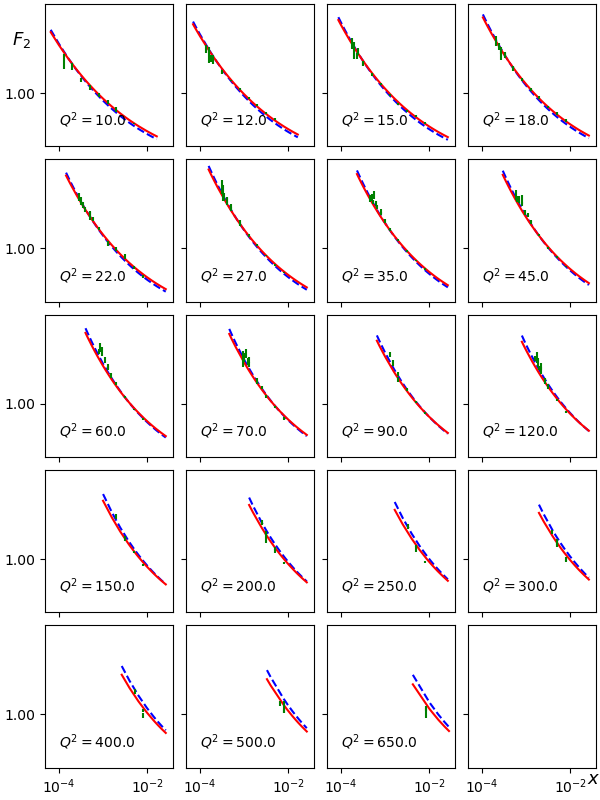 F₂
1.00
Q² = 10.0
Q² = 12.0
Q² = 15.0
Q² = 18.0
1.00
Q² = 22.0
Q² = 27.0
Q² = 35.0
Q² = 45.0
1.00
Q² = 60.0
Q² = 70.0
Q² = 90.0
Q² = 120.0
1.00
Q² = 150.0
Q² = 200.0
Q² = 250.0
Q² = 300.0
1.00
Q² = 400.0
Q² = 500.0
Q² = 650.0
x
10⁻⁴ 10⁻² 10⁻⁴ 10⁻² 10⁻⁴ 10⁻² 10⁻⁴ 10⁻²